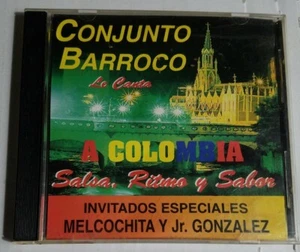 CONJUNTO
BARROCO
Le Canta
A COLOMBIA
Salsa, Ritmo y Sabor
INVITADOS ESPECIALES
MELCOCHITA Y Jr. GONZALEZ